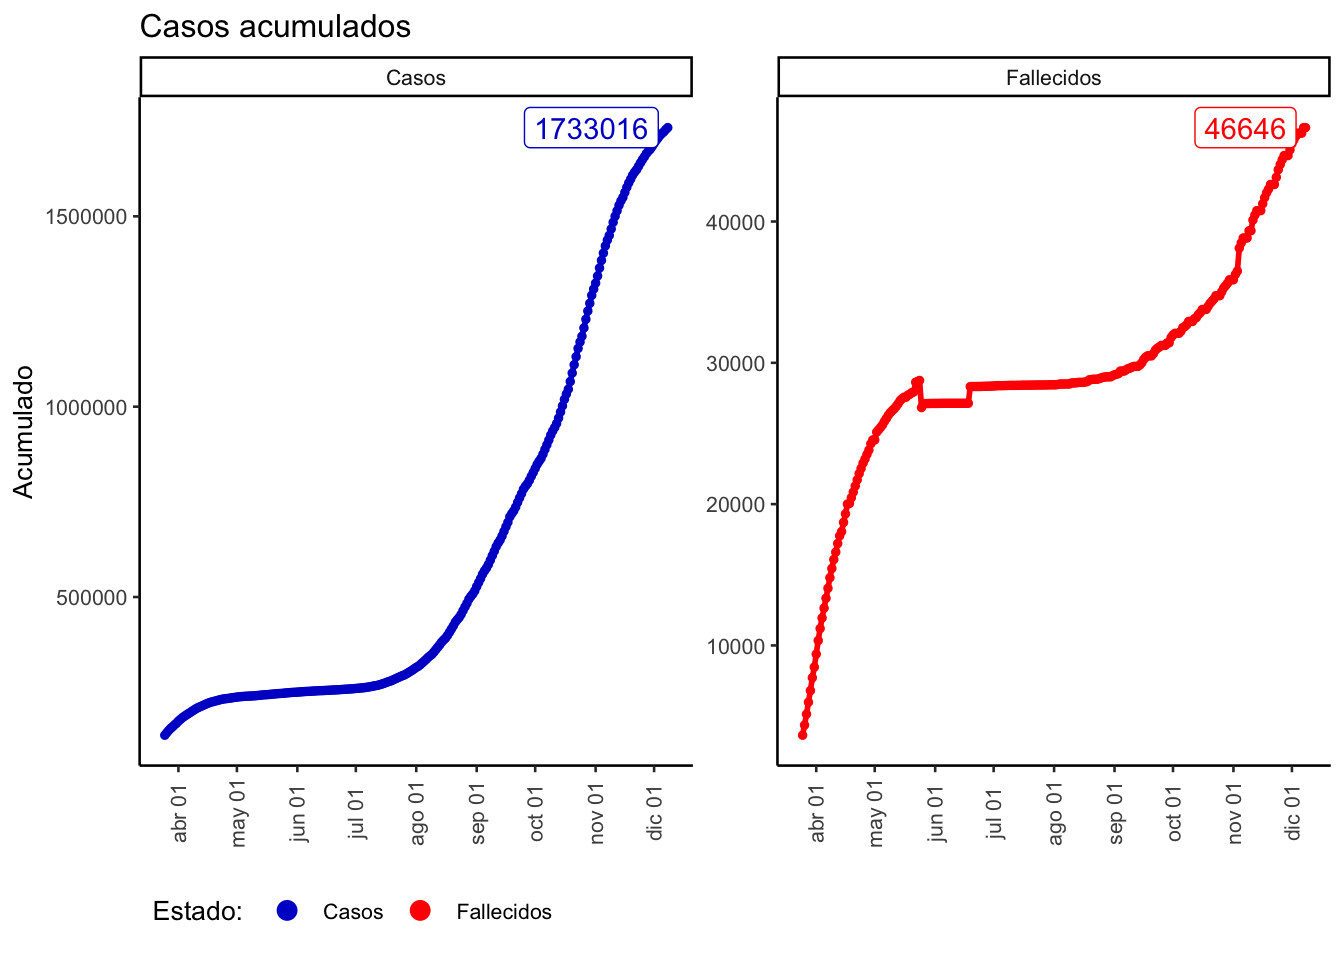 Casos acumulados
Casos
Fallecidos
1733016
46646
Acumulado
1500000
1000000
500000
40000
30000
20000
10000
abr 01
may 01
jun 01
jul 01
ago 01
sep 01
oct 01
nov 01
dic 01
abr 01
may 01
jun 01
jul 01
ago 01
sep 01
oct 01
nov 01
dic 01
Estado: Casos Fallecidos